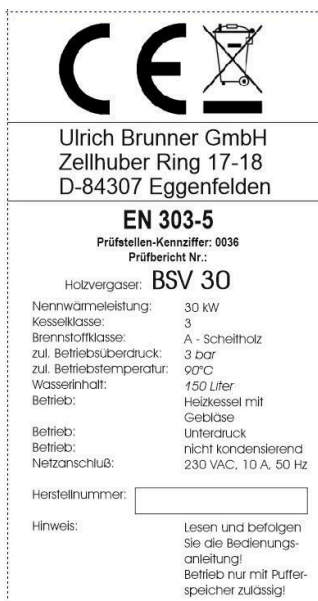 CE
Ulrich Brunner GmbH
Zellhuber Ring 17-18
D-84307 Eggenfelden
EN 303-5
Prüfstellen-Kennziffer: 0036
Prüfbericht Nr.:
Holzvergaser: BSV 30
Nennwärmeleistung: 30 kW
Kesselklasse: 3
Brennstoffklasse: A - Scheitholz
zul. Betriebsüberdruck: 3 bar
zul. Betriebstemperatur: 90°C
Wasserinhalt: 150 Liter
Betrieb: Heizkessel mit
Gebläse
Betrieb: Unterdruck
Betrieb: nicht kondensierend
Netzanschluß: 230 VAC, 10 A, 50 Hz
Herstellnummer:
Hinweis: Lesen und befolgen
Sie die Bedienungs-
anleitung!
Betrieb nur mit Puffer-
speicher zulässig!